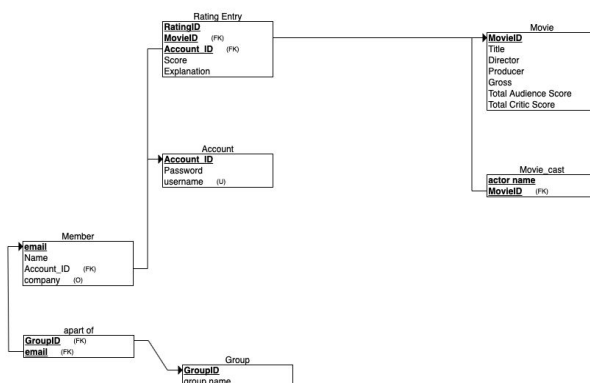 Rating Entry
RatingID
MovieID (FK)
Account_ID (FK)
Score
Explanation
Movie
MovieID
Title
Director
Producer
Gross
Total Audience Score
Total Critic Score
Account
Account_ID
Password
username (U)
Movie_cast
actor name
MovieID (FK)
Member
email
Name
Account_ID (FK)
company (O)
apart of
GroupID (FK)
email (FK)
Group
GroupID
group name